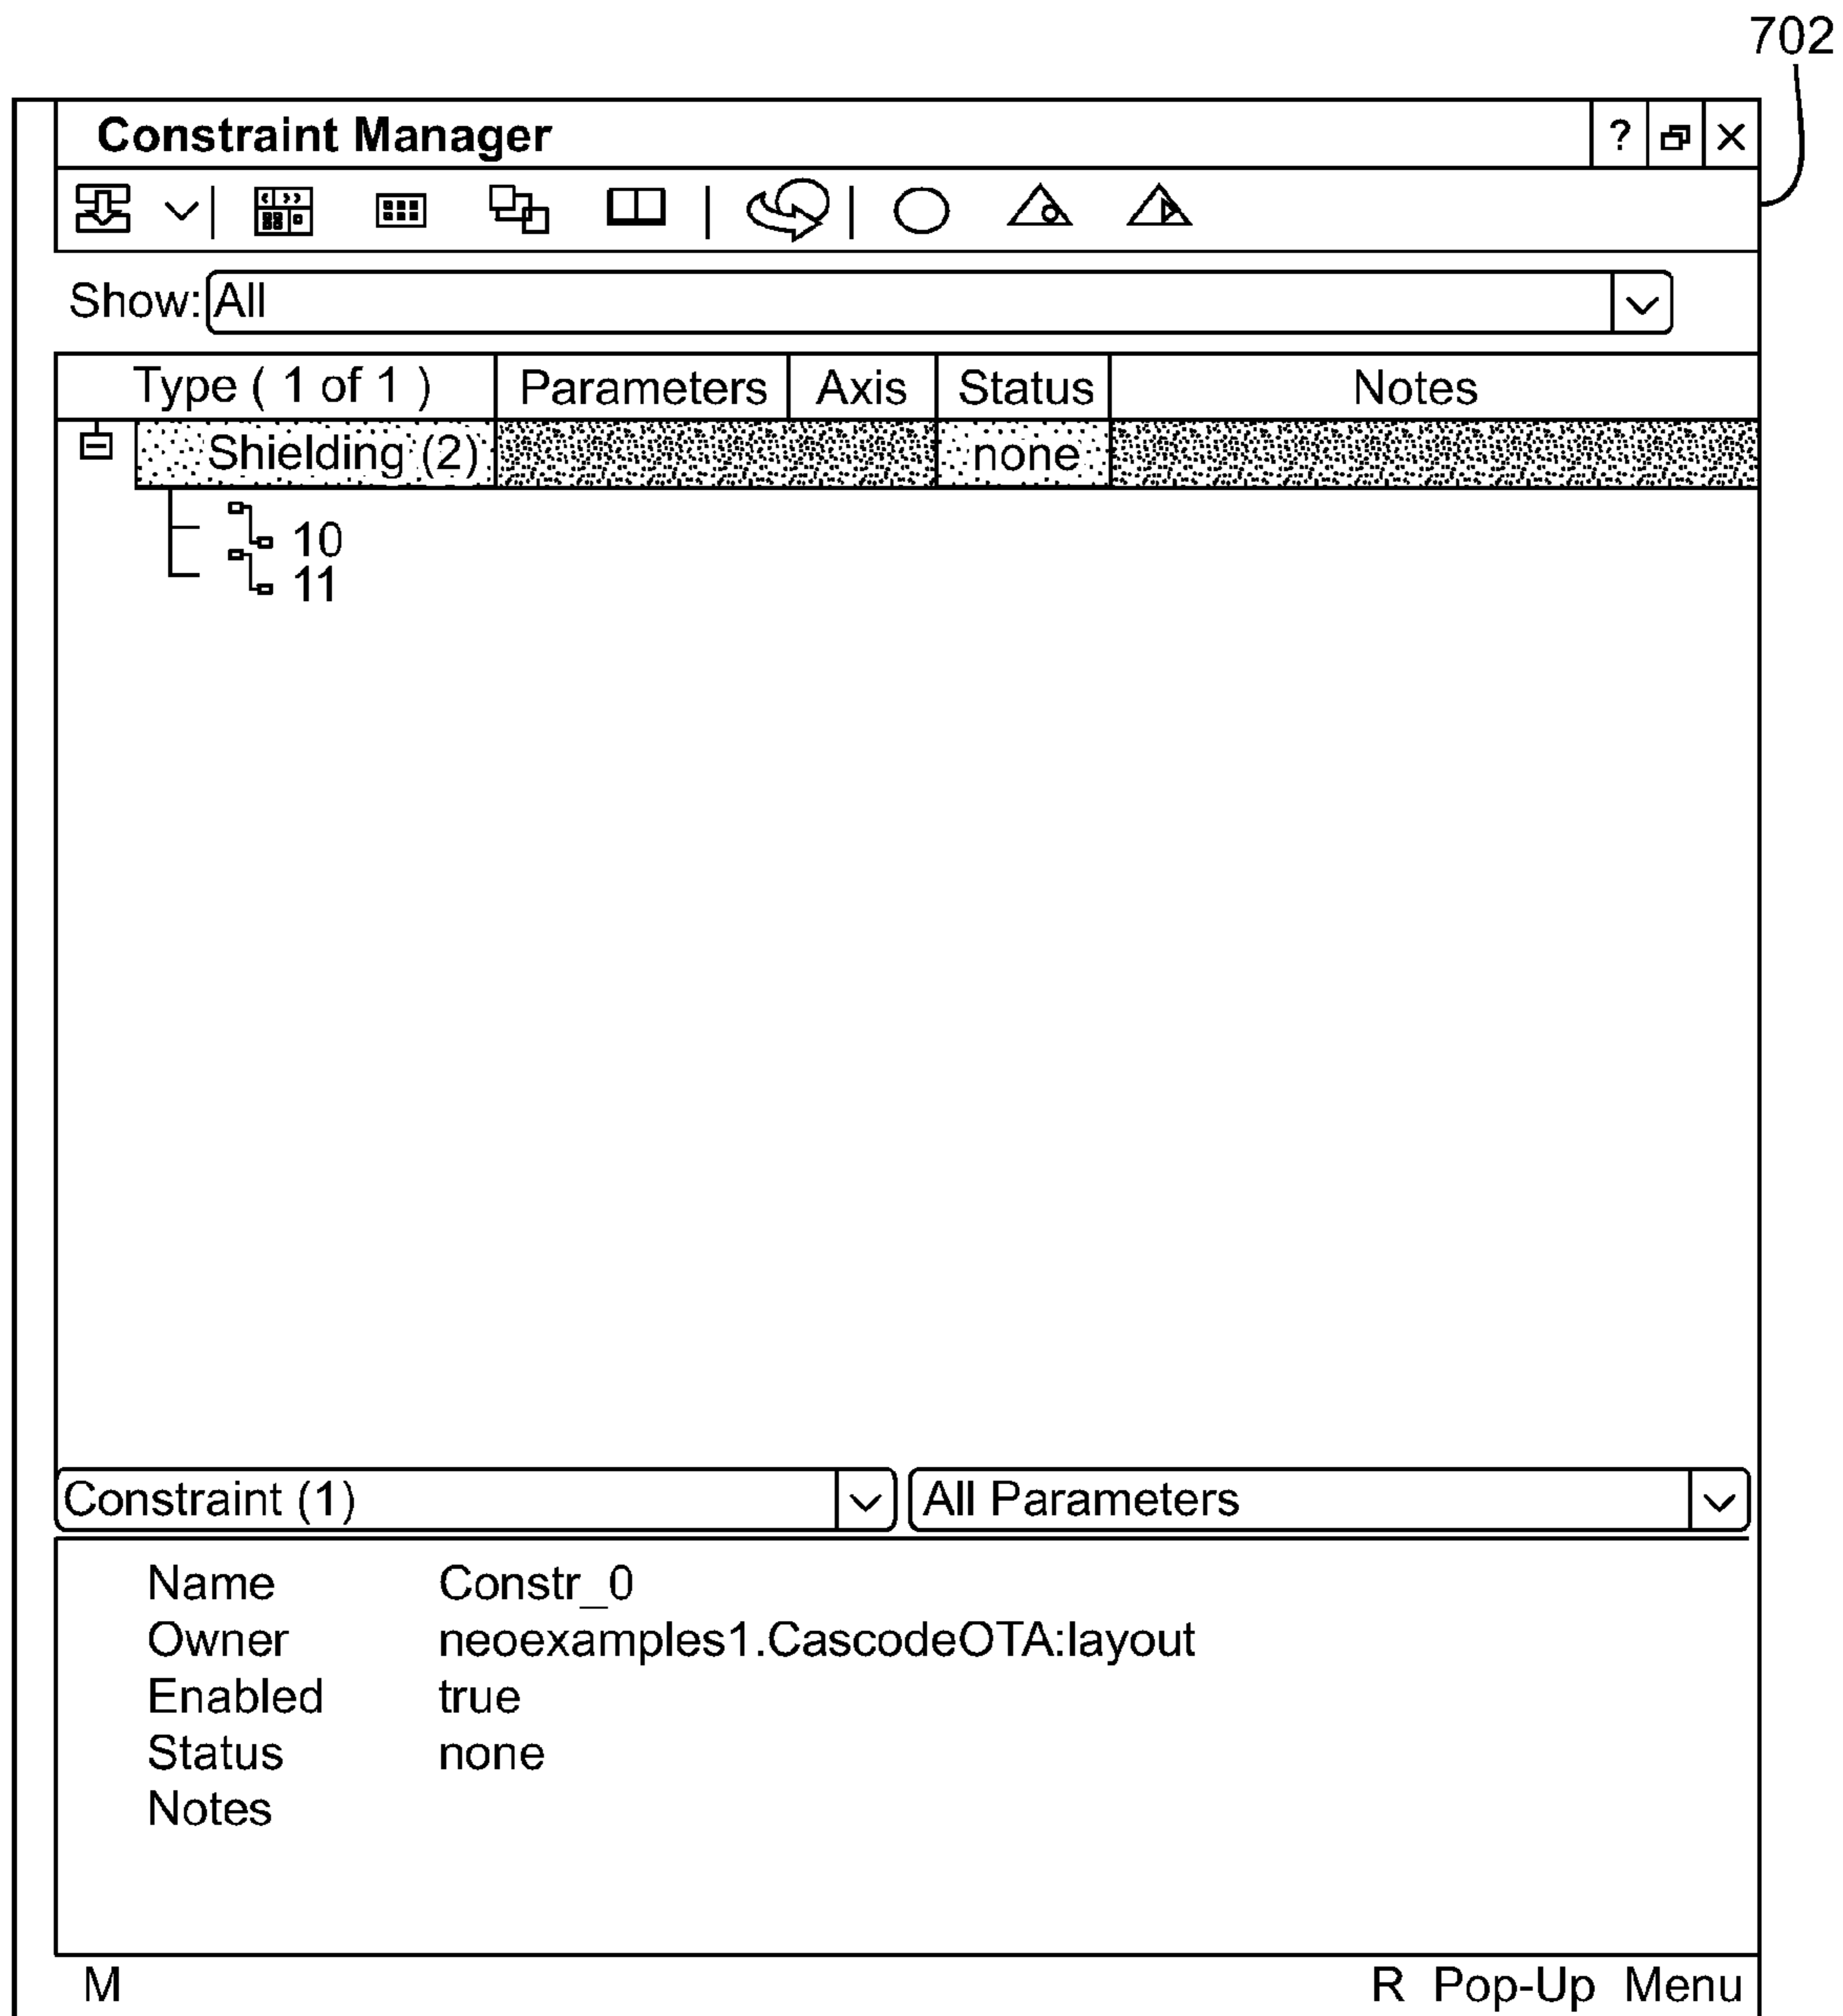 702
Constraint Manager ?
Show: All
Type ( 1 of 1 ) Parameters Axis Status Notes
Shielding (2) none
10
11
Constraint (1) All Parameters
Name Constr_0
Owner neoexamples1.CascodeOTA:layout
Enabled true
Status none
Notes
M R Pop-Up Menu